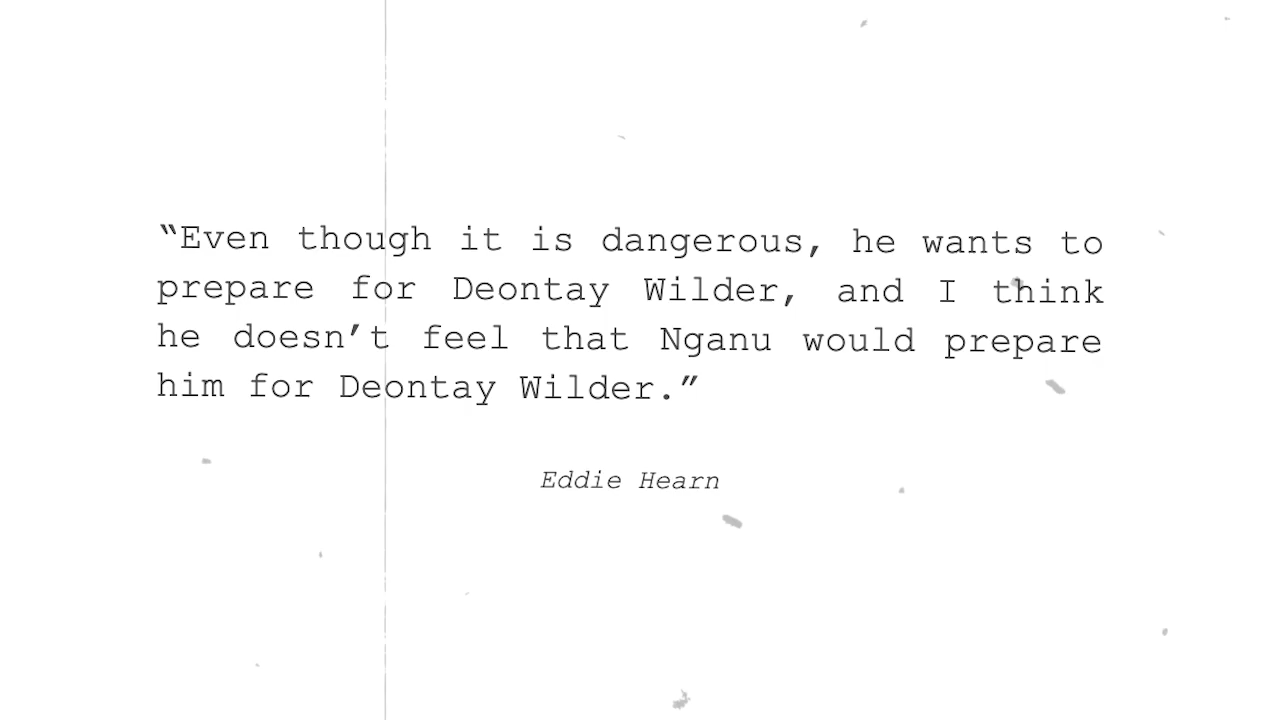 “Even though it is dangerous, he wants to
prepare for Deontay Wilder, and I think
he doesn’t feel that Nganu would prepare
him for Deontay Wilder.”
Eddie Hearn